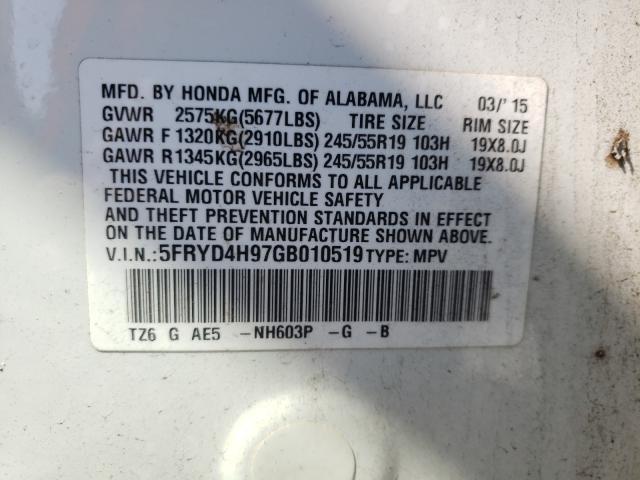 MFD. BY HONDA MFG. OF ALABAMA, LLC 03/'15
GVWR 2575KG(5677LBS) TIRE SIZE RIM SIZE
GAWR F 1320KG(2910LBS) 245/55R19 103H 19X8.0J
GAWR R1345KG(2965LBS) 245/55R19 103H 19X8.0J
THIS VEHICLE CONFORMS TO ALL APPLICABLE
FEDERAL MOTOR VEHICLE SAFETY
AND THEFT PREVENTION STANDARDS IN EFFECT
ON THE DATE OF MANUFACTURE SHOWN ABOVE.
V.I.N.:5FRYD4H97GB010519 TYPE: MPV
TZ6 G AE5 -NH603P -G -B